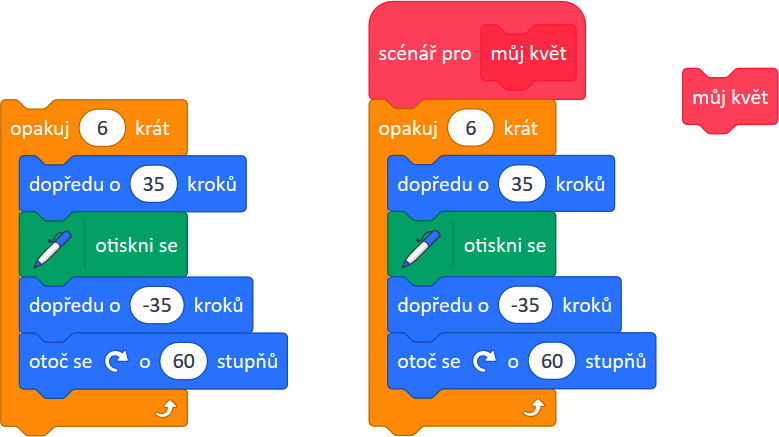 opakuj 6 krát
dopředu o 35 kroků
otiskni se
dopředu o -35 kroků
otoč se o 60 stupňů
scénář pro můj květ
opakuj 6 krát
dopředu o 35 kroků
otiskni se
dopředu o -35 kroků
otoč se o 60 stupňů
můj květ